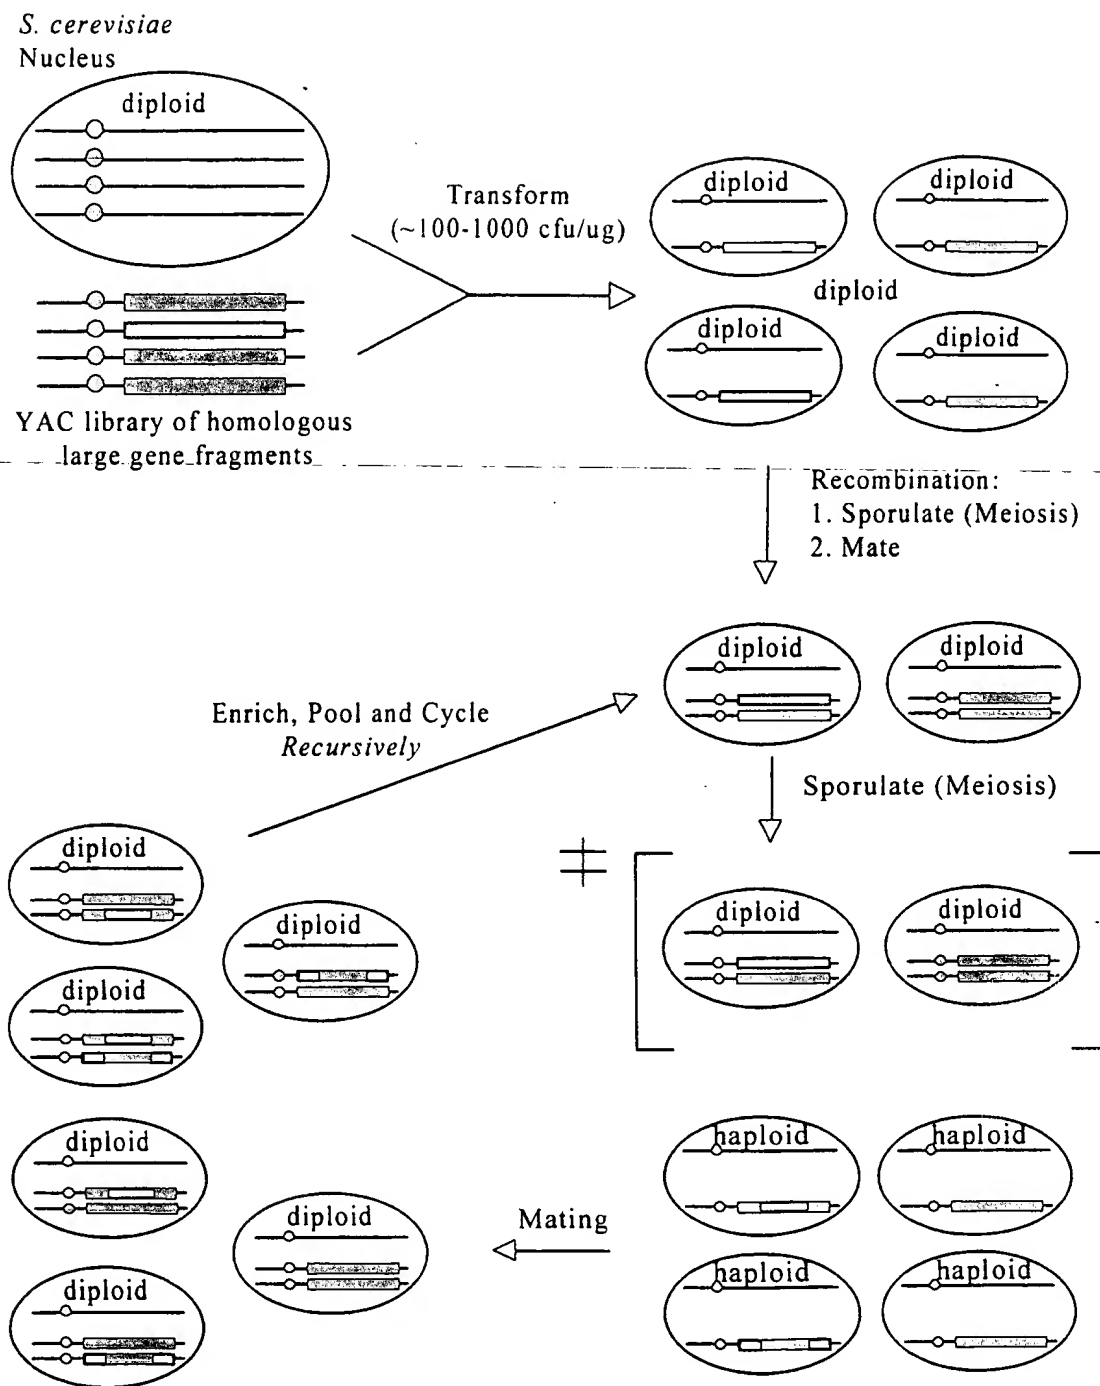 S. cerevisiae
Nucleus
diploid
YAC library of homologous
large gene fragments
Transform
(~100-1000 cfu/ug)
diploid
diploid
diploid
diploid
diploid
Recombination:
1. Sporulate (Meiosis)
2. Mate
diploid
diploid
Enrich, Pool and Cycle
Recursively
Sporulate (Meiosis)
diploid
diploid
haploid
haploid
haploid
haploid
Mating
diploid
diploid
diploid
diploid
diploid
diploid